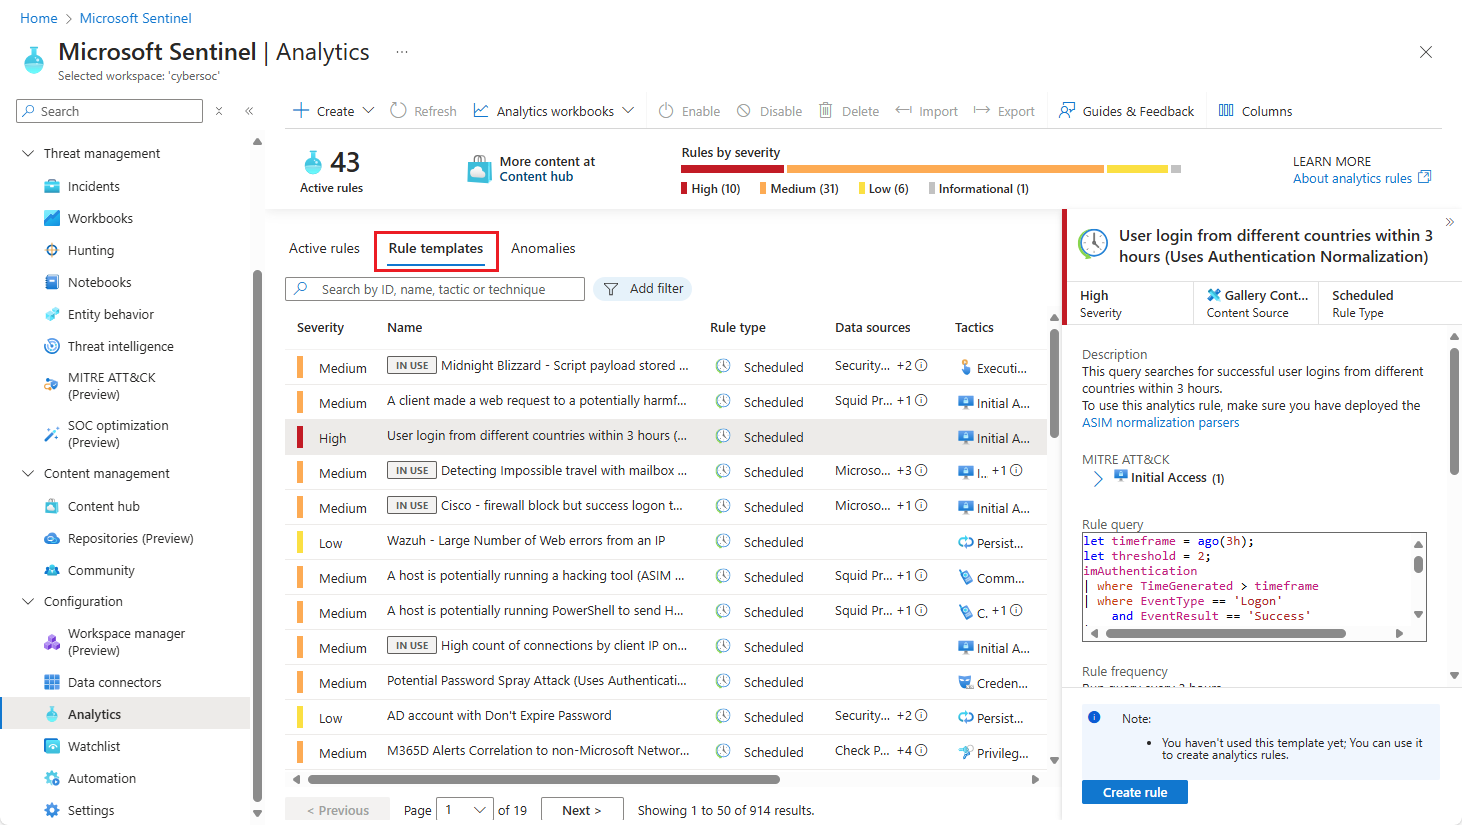 Home > Microsoft Sentinel
Microsoft Sentinel | Analytics ...
Selected workspace: 'cybersoc'
Search
Create
Refresh
Analytics workbooks
Enable
Disable
Delete
Import
Export
Guides & Feedback
Columns
Threat management
Incidents
Workbooks
Hunting
Notebooks
Entity behavior
Threat intelligence
MITRE ATT&CK
(Preview)
SOC optimization
(Preview)
Content management
Content hub
Repositories (Preview)
Community
Configuration
Workspace manager
(Preview)
Data connectors
Analytics
Watchlist
Automation
Settings
43
Active rules
More content at
Content hub
Rules by severity
High (10) Medium (31) Low (6) Informational (1)
LEARN MORE
About analytics rules
Active rules Rule templates Anomalies
Search by ID, name, tactic or technique
Add filter
Severity Name Rule type Data sources Tactics
Medium IN USE Midnight Blizzard - Script payload stored ... Scheduled Security... +2 Executi...
Medium A client made a web request to a potentially harmf... Scheduled Squid Pr... +1 Initial A...
High User login from different countries within 3 hours (... Scheduled Initial A...
Medium IN USE Detecting Impossible travel with mailbox ... Scheduled Microso... +3 I.. +1
Medium IN USE Cisco - firewall block but success logon t... Scheduled Microso... +1 Initial A...
Low Wazuh - Large Number of Web errors from an IP Scheduled Persist...
Medium A host is potentially running a hacking tool (ASIM ... Scheduled Squid Pr... +1 Comm...
Medium A host is potentially running PowerShell to send H... Scheduled Squid Pr... +1 C. +1
Medium IN USE High count of connections by client IP on... Scheduled Initial A...
Medium Potential Password Spray Attack (Uses Authenticati... Scheduled Creden...
Low AD account with Don't Expire Password Scheduled Security... +2 Persist...
Medium M365D Alerts Correlation to non-Microsoft Networ... Scheduled Check P... +4 Privileg...
< Previous Page 1 of 19 Next > Showing 1 to 50 of 914 results.
User login from different countries within 3
hours (Uses Authentication Normalization)
High Gallery Cont... Scheduled
Severity Content Source Rule Type
Description
This query searches for successful user logins from different
countries within 3 hours.
To use this analytics rule, make sure you have deployed the
ASIM normalization parsers
MITRE ATT&CK
Initial Access (1)
Rule query
let timeframe = ago(3h);
let threshold = 2;
imAuthentication
| where TimeGenerated > timeframe
| where EventType == 'Logon'
and EventResult == 'Success'
Rule frequency
Run query every 3 hours
Note:
• You haven't used this template yet; You can use it
to create analytics rules.
Create rule